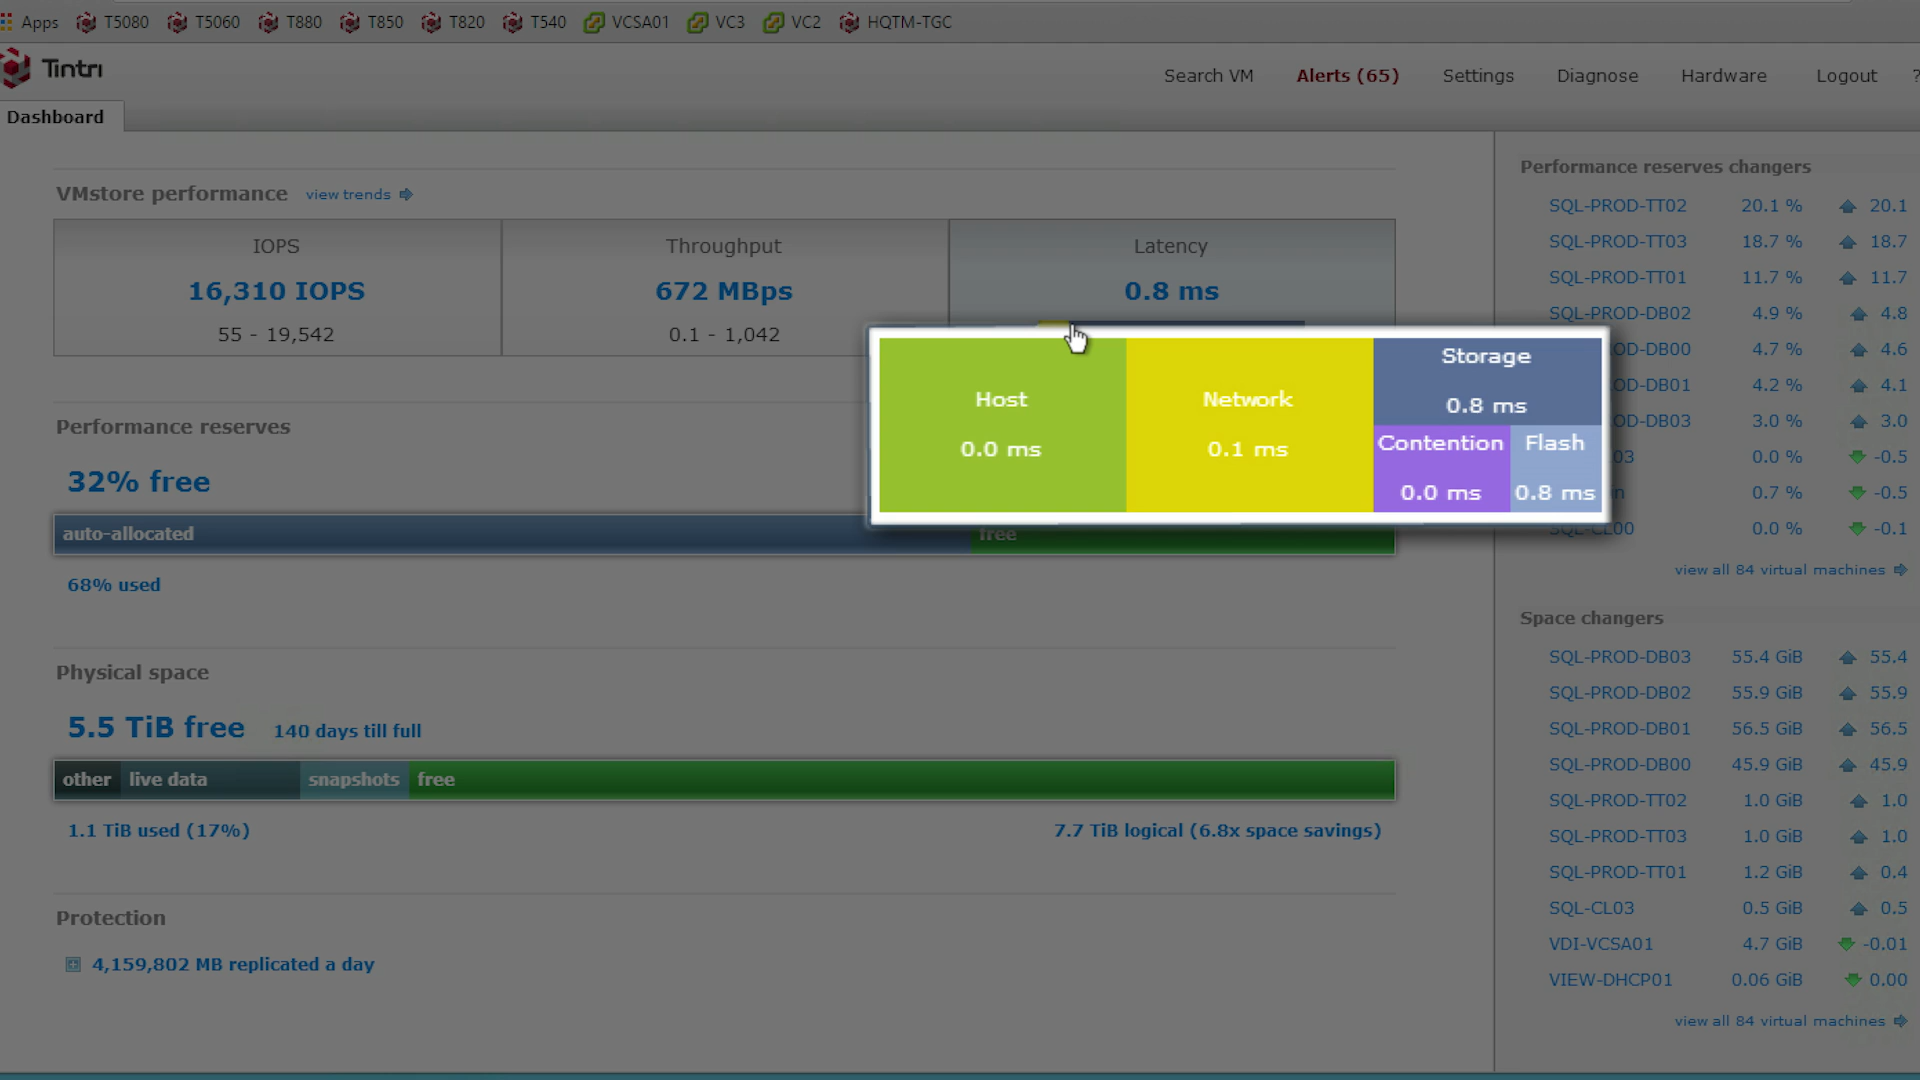 Apps T5080 T5060 T880 T850 T820 T540 VCSA01 VC3 VC2 HQTM-TGC
Tintri
Search VM Alerts (65) Settings Diagnose Hardware Logout ?
Dashboard
VMstore performance view trends
IOPS Throughput Latency
16,310 IOPS 672 MBps 0.8 ms
55 - 19,542 0.1 - 1,042
Host
0.0 ms
Network
0.1 ms
Storage
0.8 ms
Contention Flash
0.0 ms 0.8 ms
Performance reserves
32% free
auto-allocated free
68% used
Physical space
5.5 TiB free 140 days till full
other live data snapshots free
1.1 TiB used (17%) 7.7 TiB logical (6.8x space savings)
Protection
4,159,802 MB replicated a day
Performance reserves changers
SQL-PROD-TT02 20.1 % 20.1
SQL-PROD-TT03 18.7 % 18.7
SQL-PROD-TT01 11.7 % 11.7
SQL-PROD-DB02 4.9 % 4.8
OD-DB00 4.7 % 4.6
OD-DB01 4.2 % 4.1
OD-DB03 3.0 % 3.0
03 0.0 % -0.5
in 0.7 % -0.5
SQL-CL00 0.0 % -0.1
view all 84 virtual machines
Space changers
SQL-PROD-DB03 55.4 GiB 55.4
SQL-PROD-DB02 55.9 GiB 55.9
SQL-PROD-DB01 56.5 GiB 56.5
SQL-PROD-DB00 45.9 GiB 45.9
SQL-PROD-TT02 1.0 GiB 1.0
SQL-PROD-TT03 1.0 GiB 1.0
SQL-PROD-TT01 1.2 GiB 0.4
SQL-CL03 0.5 GiB 0.5
VDI-VCSA01 4.7 GiB -0.01
VIEW-DHCP01 0.06 GiB 0.00
view all 84 virtual machines